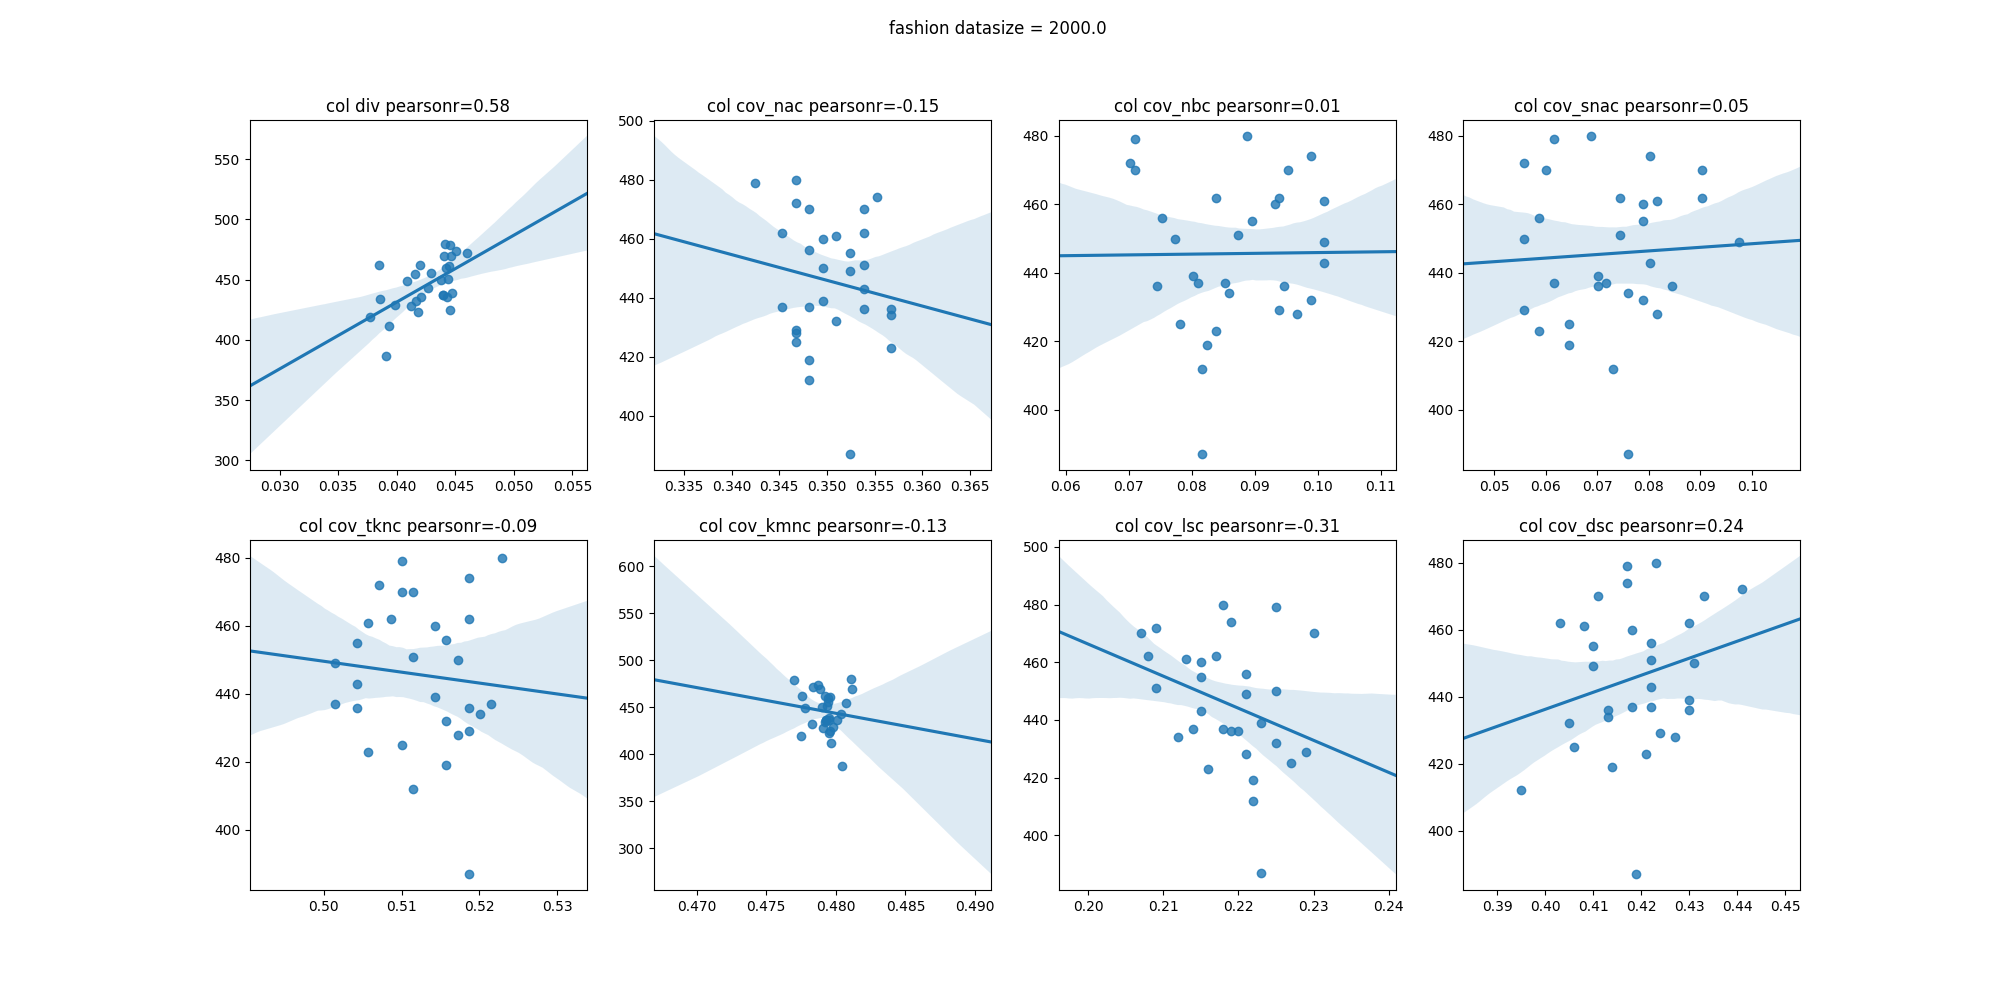 fashion datasize = 2000.0
col div pearsonr=0.58
col cov_nac pearsonr=-0.15
col cov_nbc pearsonr=0.01
col cov_snac pearsonr=0.05
550
500
450
400
350
300
0.030 0.035 0.040 0.045 0.050 0.055
500
480
460
440
420
400
0.335 0.340 0.345 0.350 0.355 0.360 0.365
480
460
440
420
400
0.06 0.07 0.08 0.09 0.10 0.11
480
460
440
420
400
0.05 0.06 0.07 0.08 0.09 0.10
col cov_tknc pearsonr=-0.09
col cov_kmnc pearsonr=-0.13
col cov_lsc pearsonr=-0.31
col cov_dsc pearsonr=0.24
480
460
440
420
400
0.50 0.51 0.52 0.53
600
550
500
450
400
350
300
0.470 0.475 0.480 0.485 0.490
500
480
460
440
420
400
0.20 0.21 0.22 0.23 0.24
480
460
440
420
400
0.39 0.40 0.41 0.42 0.43 0.44 0.45